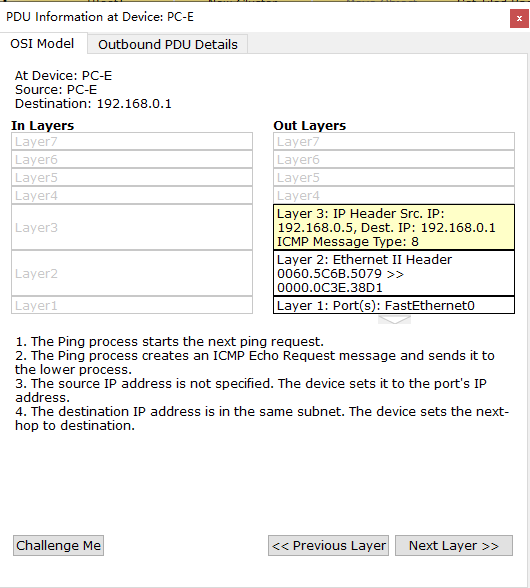 PDU Information at Device: PC-E
x
OSI Model
Outbound PDU Details
At Device: PC-E
Source: PC-E
Destination: 192.168.0.1
In Layers
Layer7
Layer6
Layer5
Layer4
Layer3
Layer2
Layer1
Out Layers
Layer7
Layer6
Layer5
Layer4
Layer 3: IP Header Src. IP:
192.168.0.5, Dest. IP: 192.168.0.1
ICMP Message Type: 8
Layer 2: Ethernet II Header
0060.5C6B.5079 >>
0000.0C3E.38D1
Layer 1: Port(s): FastEthernet0
1. The Ping process starts the next ping request.
2. The Ping process creates an ICMP Echo Request message and sends it to
the lower process.
3. The source IP address is not specified. The device sets it to the port's IP
address.
4. The destination IP address is in the same subnet. The device sets the next-
hop to destination.
Challenge Me
<< Previous Layer
Next Layer >>